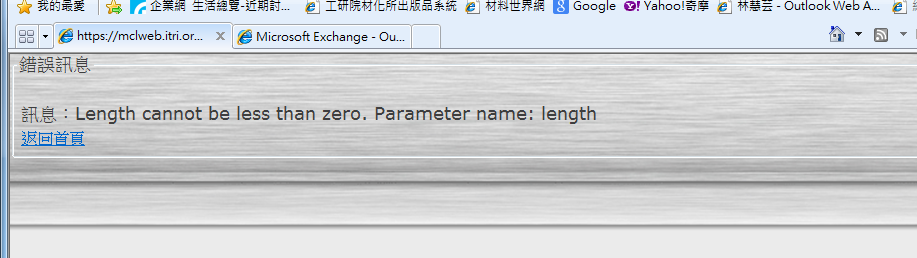 我的最愛 企業網 生活總覽-近期討... 工研院材化所出版品系統 材料世界網 Google Yahoo!奇摩 林慧芸 - Outlook Web A...
https://mclweb.itri.or... Microsoft Exchange - Ou...
錯誤訊息
訊息：Length cannot be less than zero. Parameter name: length
返回首頁